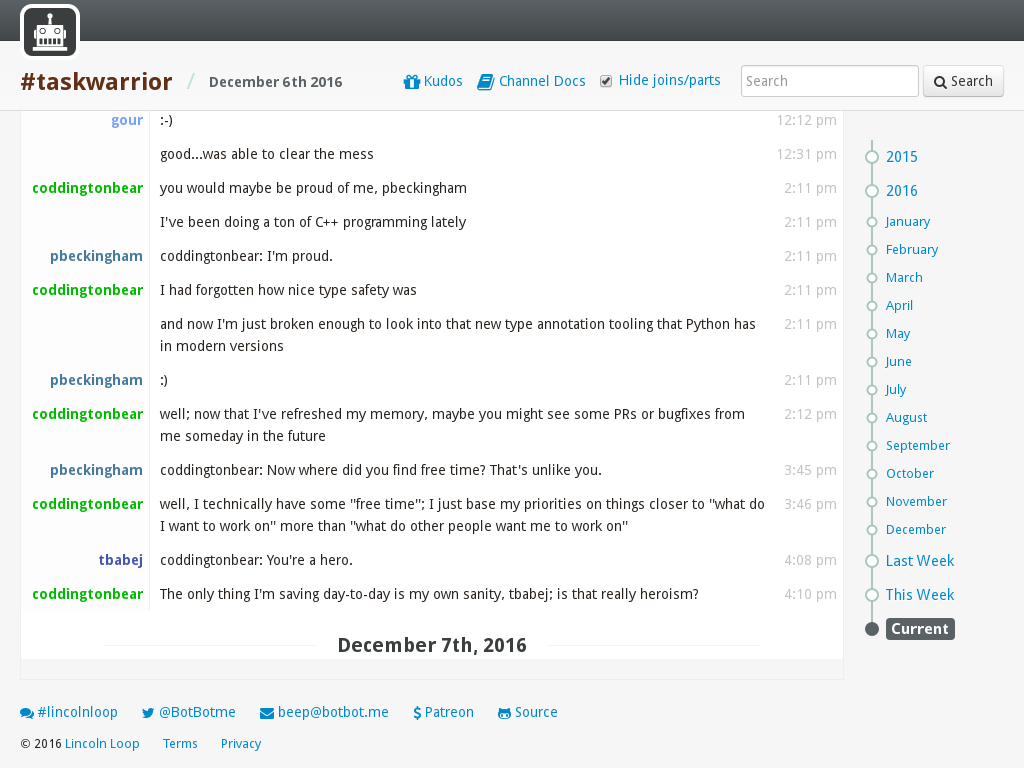 #taskwarrior / December 6th 2016 Kudos Channel Docs Hide joins/parts Search Search
gour :-) 12:12 pm
good...was able to clear the mess 12:31 pm
coddingtonbear you would maybe be proud of me, pbeckingham 2:11 pm
I've been doing a ton of C++ programming lately 2:11 pm
pbeckingham coddingtonbear: I'm proud. 2:11 pm
coddingtonbear I had forgotten how nice type safety was 2:11 pm
and now I'm just broken enough to look into that new type annotation tooling that Python has 2:11 pm
in modern versions
pbeckingham :) 2:11 pm
coddingtonbear well; now that I've refreshed my memory, maybe you might see some PRs or bugfixes from 2:12 pm
me someday in the future
pbeckingham coddingtonbear: Now where did you find free time? That's unlike you. 3:45 pm
coddingtonbear well, I technically have some "free time"; I just base my priorities on things closer to "what do 3:46 pm
I want to work on" more than "what do other people want me to work on"
tbabej coddingtonbear: You're a hero. 4:08 pm
coddingtonbear The only thing I'm saving day-to-day is my own sanity, tbabej; is that really heroism? 4:10 pm
December 7th, 2016
2015
2016
January
February
March
April
May
June
July
August
September
October
November
December
Last Week
This Week
Current
#lincolnloop @BotBotme beep@botbot.me Patreon Source
© 2016 Lincoln Loop Terms Privacy